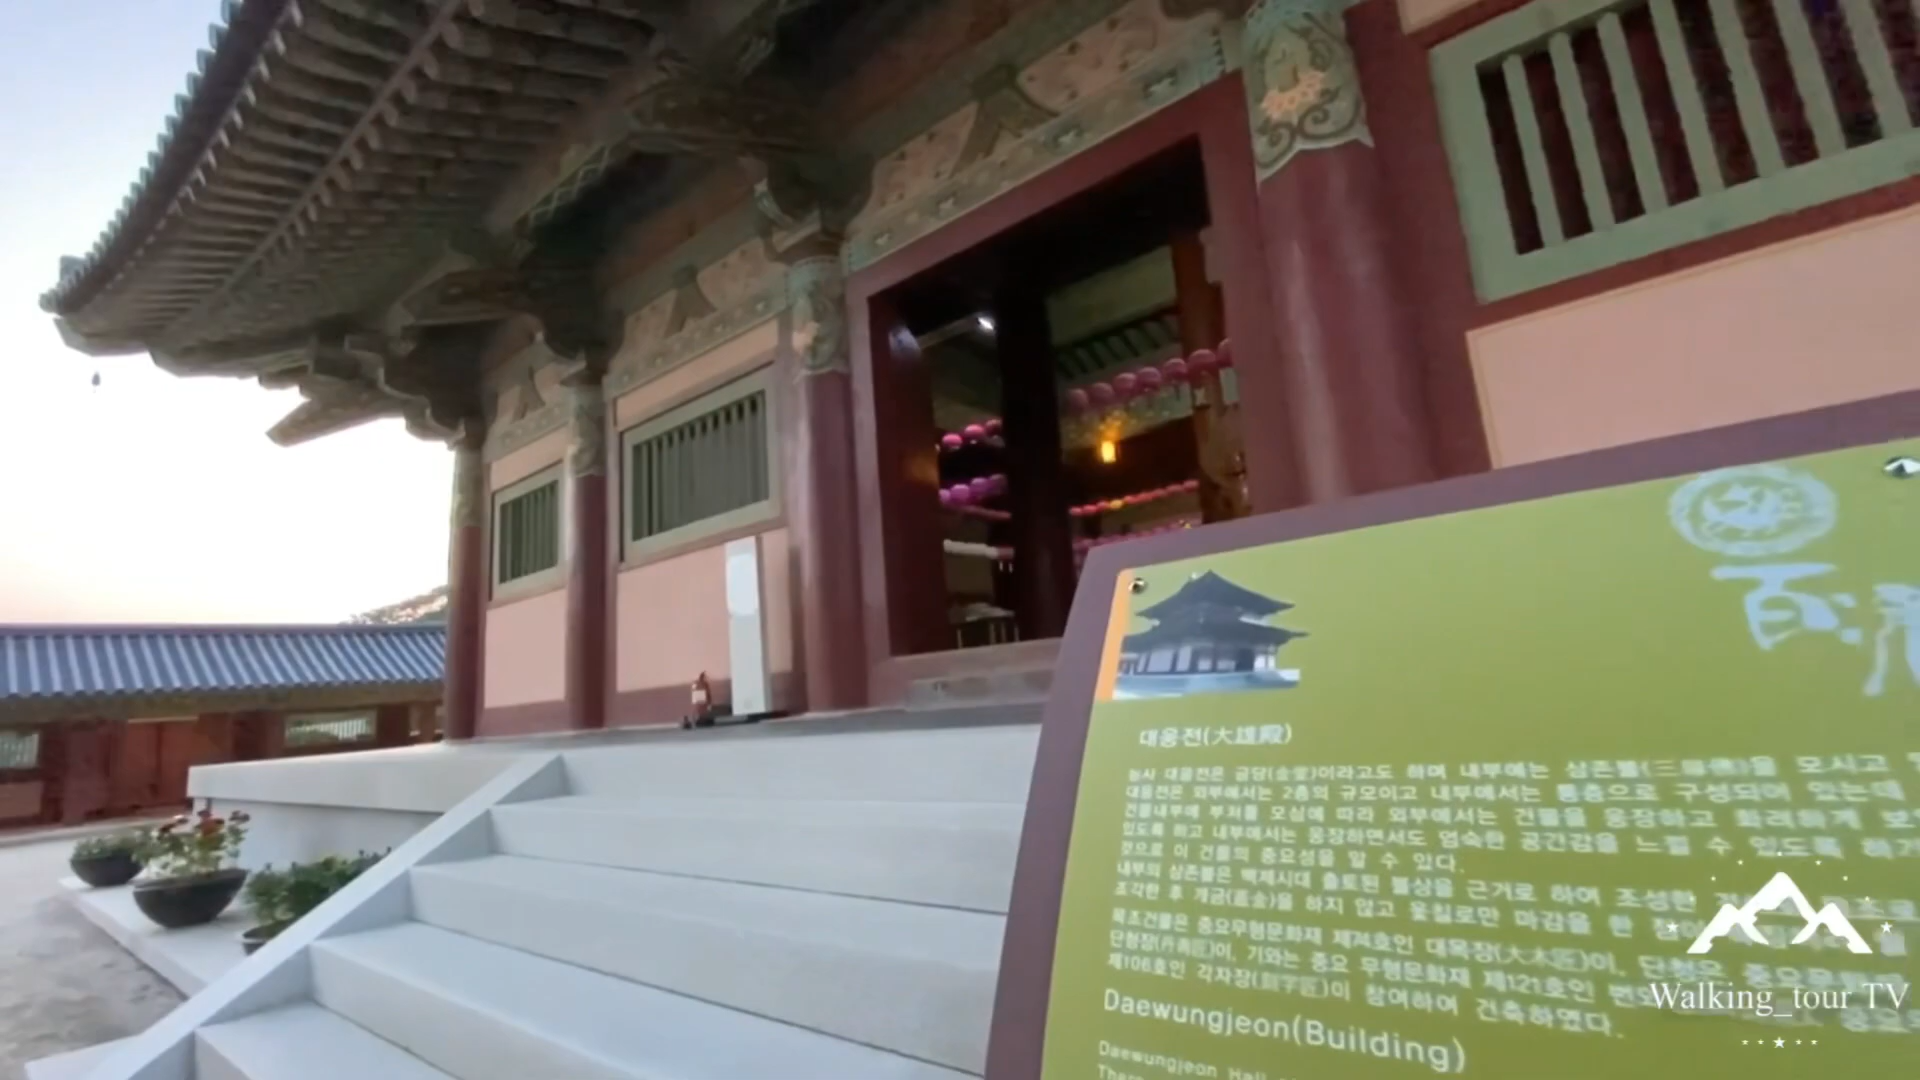 百
대웅전(大雄殿)
능사 대웅전은 금당(金堂)이라고도 하며 내부에는 삼존불(三尊佛)을 모시고
대웅전은 외부에서는 2층의 규모이고 내부에서는 통층으로 구성되어 있는데
건물내부에 부처를 모심에 따라 외부에서는 건물을 웅장하고 화려하게
있도록 하고 내부에서는 웅장하면서도 엄숙한 공간감을 느낄 수 있도록
것으로 이 건물의 중요성을 알 수 있다.
내부의 삼존불은 백제시대 출토된 불상을 근거로 하여 조성한
조각한 후 개금(蓋金)을 하지 않고 옻칠로만 마감을 한
목조건물은 중요무형문화재 제74호인 대목장(大木匠)이, 단청은
단청장(丹靑匠)이, 기와는 중요 무형문화재 제121호인
제106호인 각자장(刻字匠)이 참여하여 건축하였다.
Daewungjeon(Building)
Daewungjeon Hall
Walking_tour TV